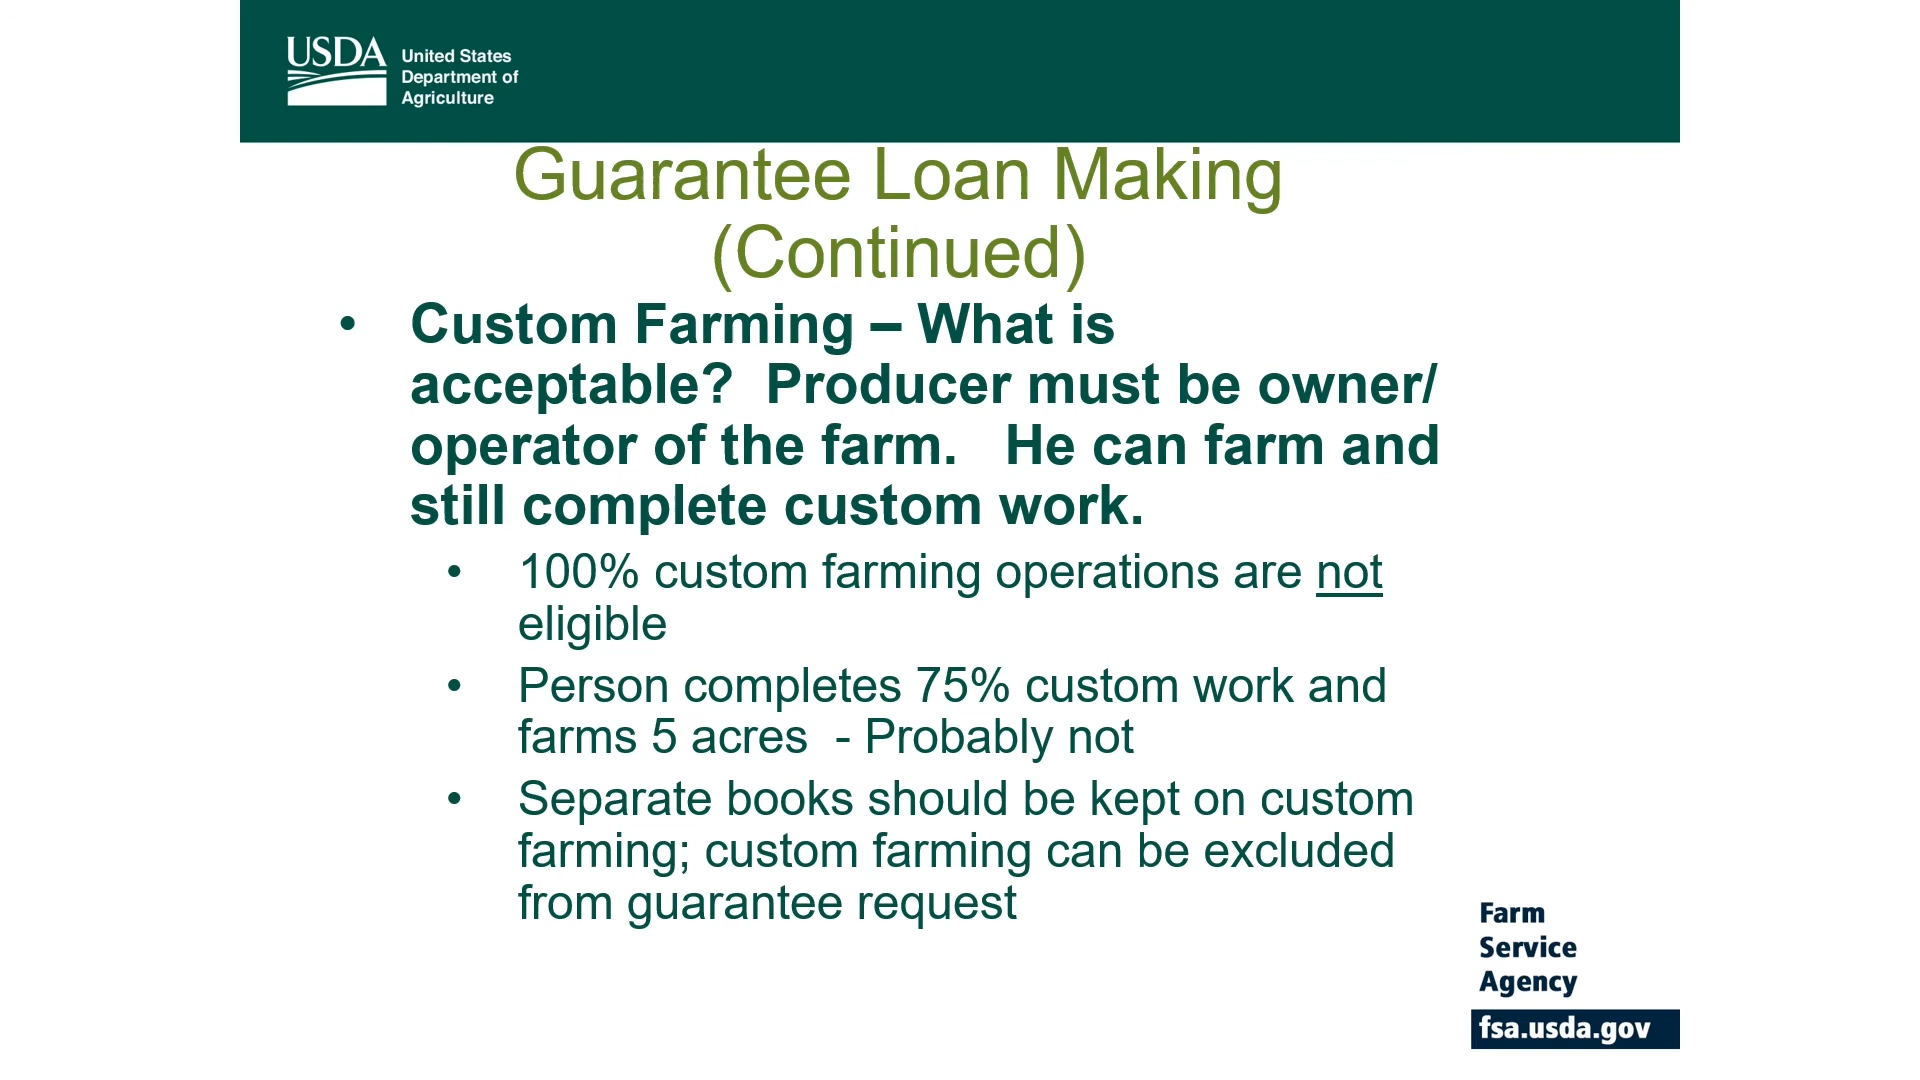 USDA
United States
Department of
Agriculture
Guarantee Loan Making
(Continued)
• Custom Farming – What is
acceptable?  Producer must be owner/
operator of the farm.   He can farm and
still complete custom work.
• 100% custom farming operations are not
eligible
• Person completes 75% custom work and
farms 5 acres  - Probably not
• Separate books should be kept on custom
farming; custom farming can be excluded
from guarantee request
Farm
Service
Agency
fsa.usda.gov